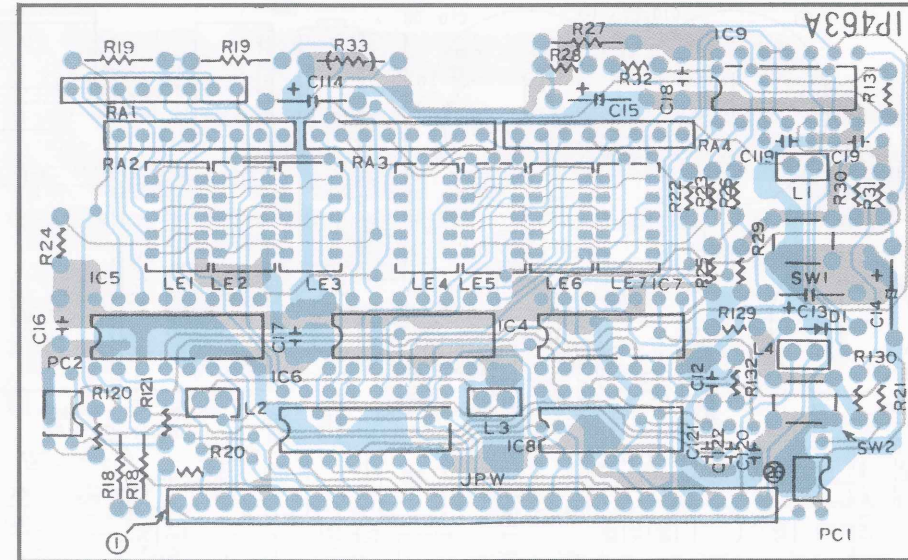 IP463A
R19
R19
R33
R27
R28
R32
C114
C15
C18
IC9
R131
RA1
RA2
RA3
RA4
C119
C19
L1
R22
R23
R26
R30
R31
R24
R25
R29
IC5
LE1
LE2
LE3
LE4
LE5
LE6
LE7
IC7
SW1
C14
C16
C17
IC4
R129
C13
D1
L4
PC2
IC6
C12
R132
R130
R120
R121
L2
L3
IC8
C121
C122
C120
SW2
R20
R18
R18
JPW
1
PC1